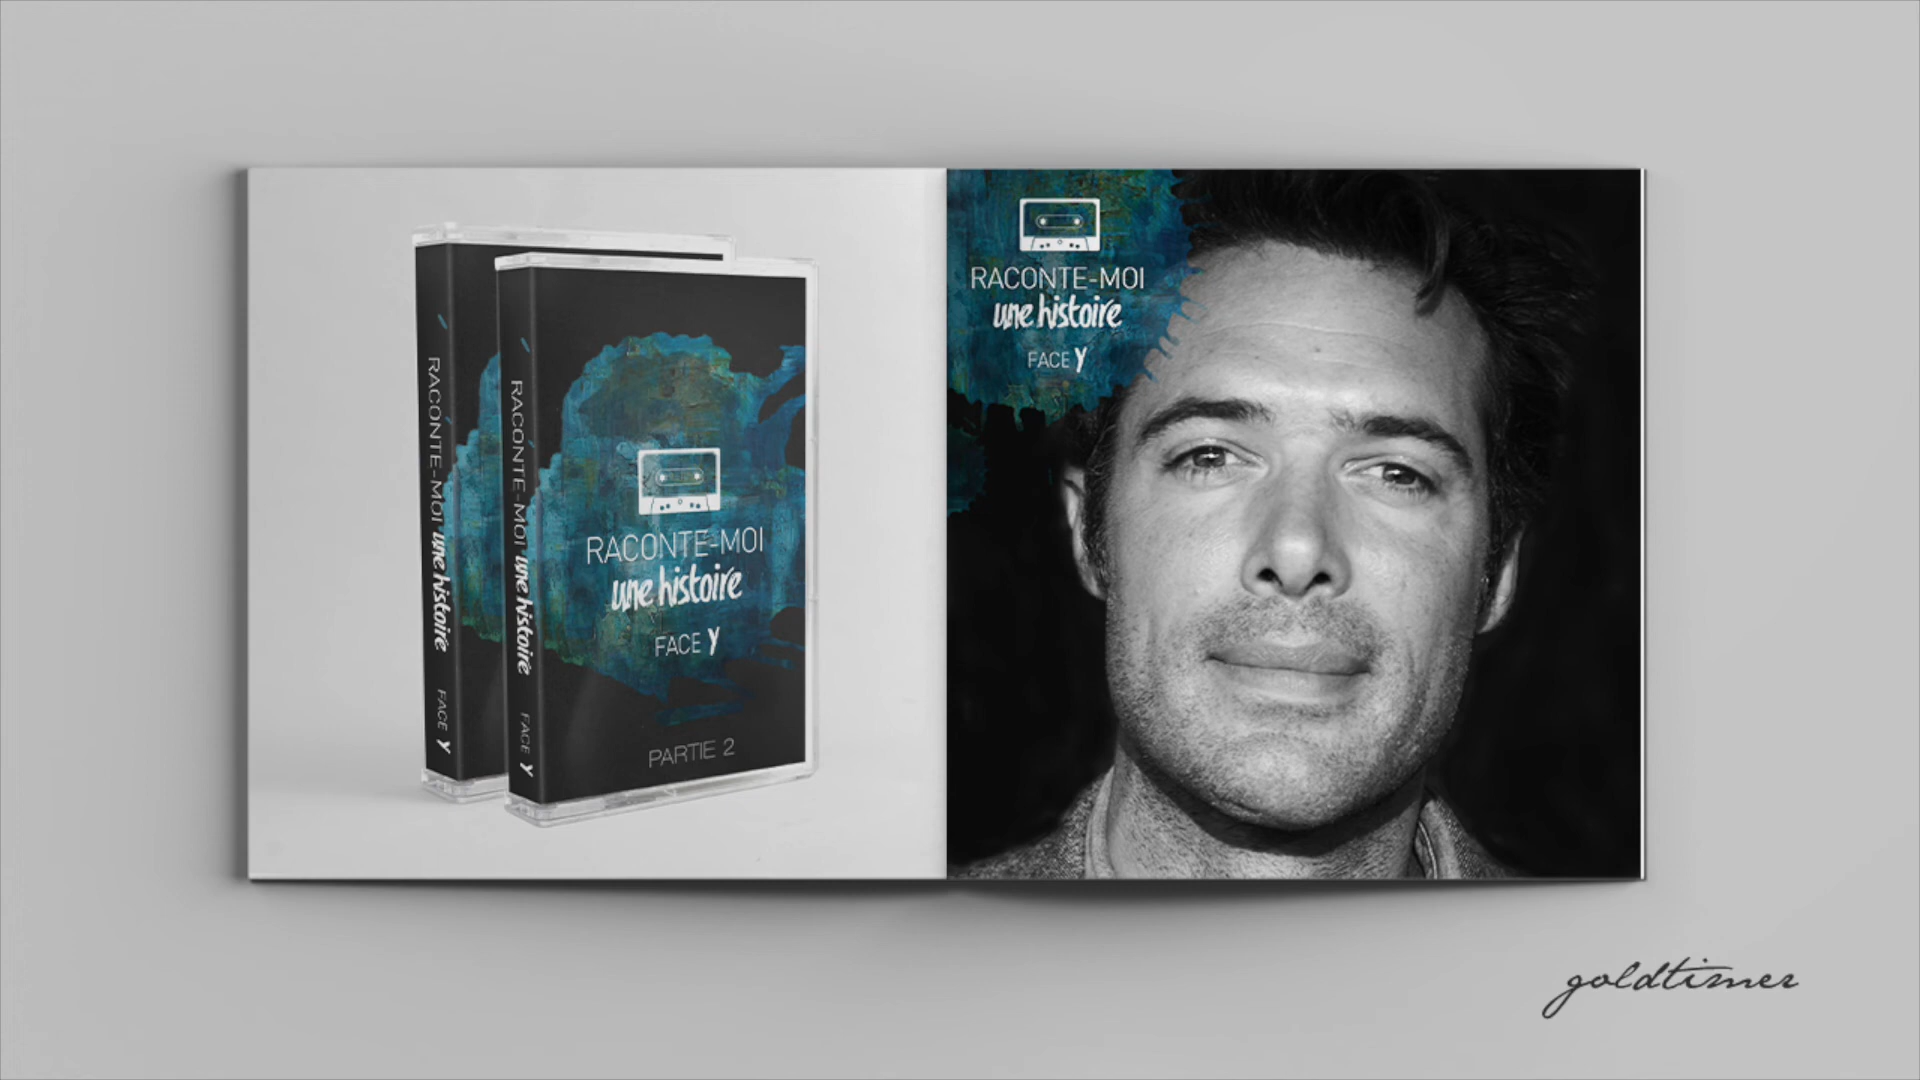 RACONTE-MOI une histoire FACE Y
RACONTE-MOI une histoire FACE Y
RACONTE-MOI
une histoire
FACE Y
PARTIE 2
RACONTE-MOI
une histoire
FACE Y
goldtimer